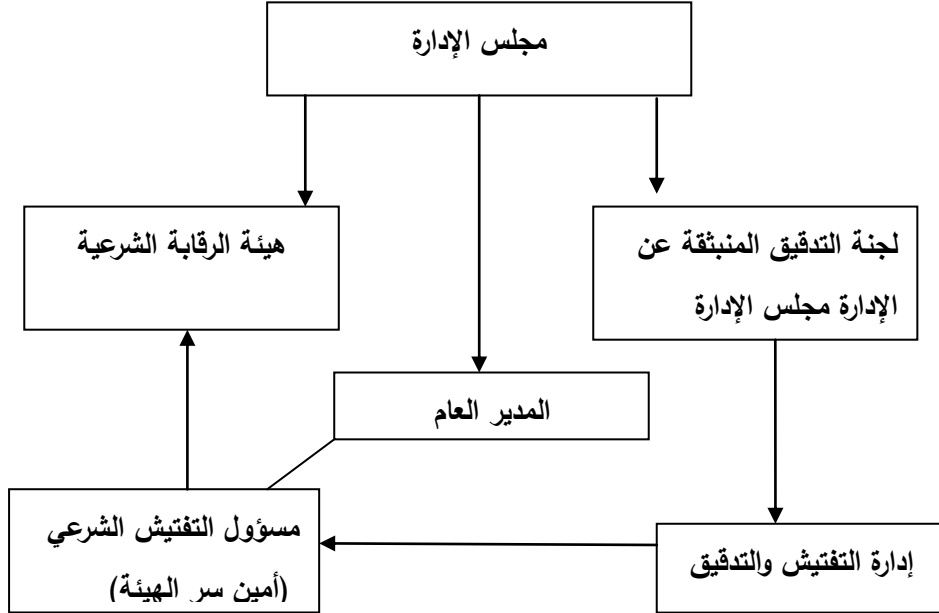 مجلس الإدارة
لجنة التدقيق المنبثقة عن
الإدارة مجلس الإدارة
هيئة الرقابة الشرعية
المدير العام
إدارة التفتيش والتدقيق
مسؤول التفتيش الشرعي
(أمين سر الهيئة)